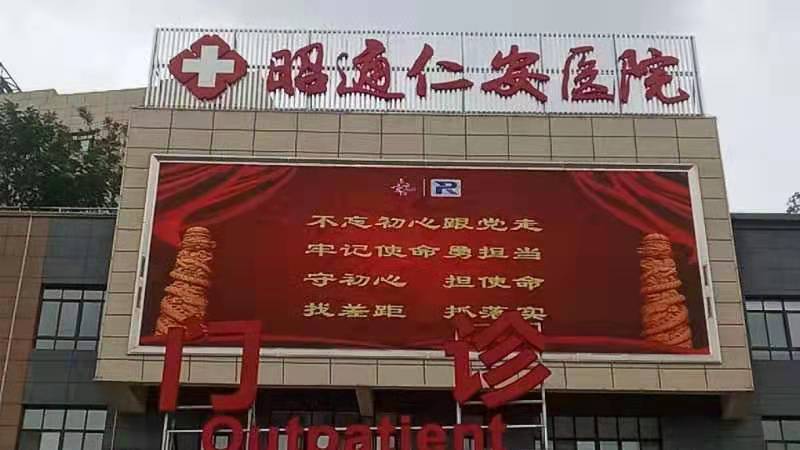 昭通仁安医院
R
不忘初心跟党走
牢记使命勇担当
守初心 担使命
找差距 抓落实
门诊
Outpatient